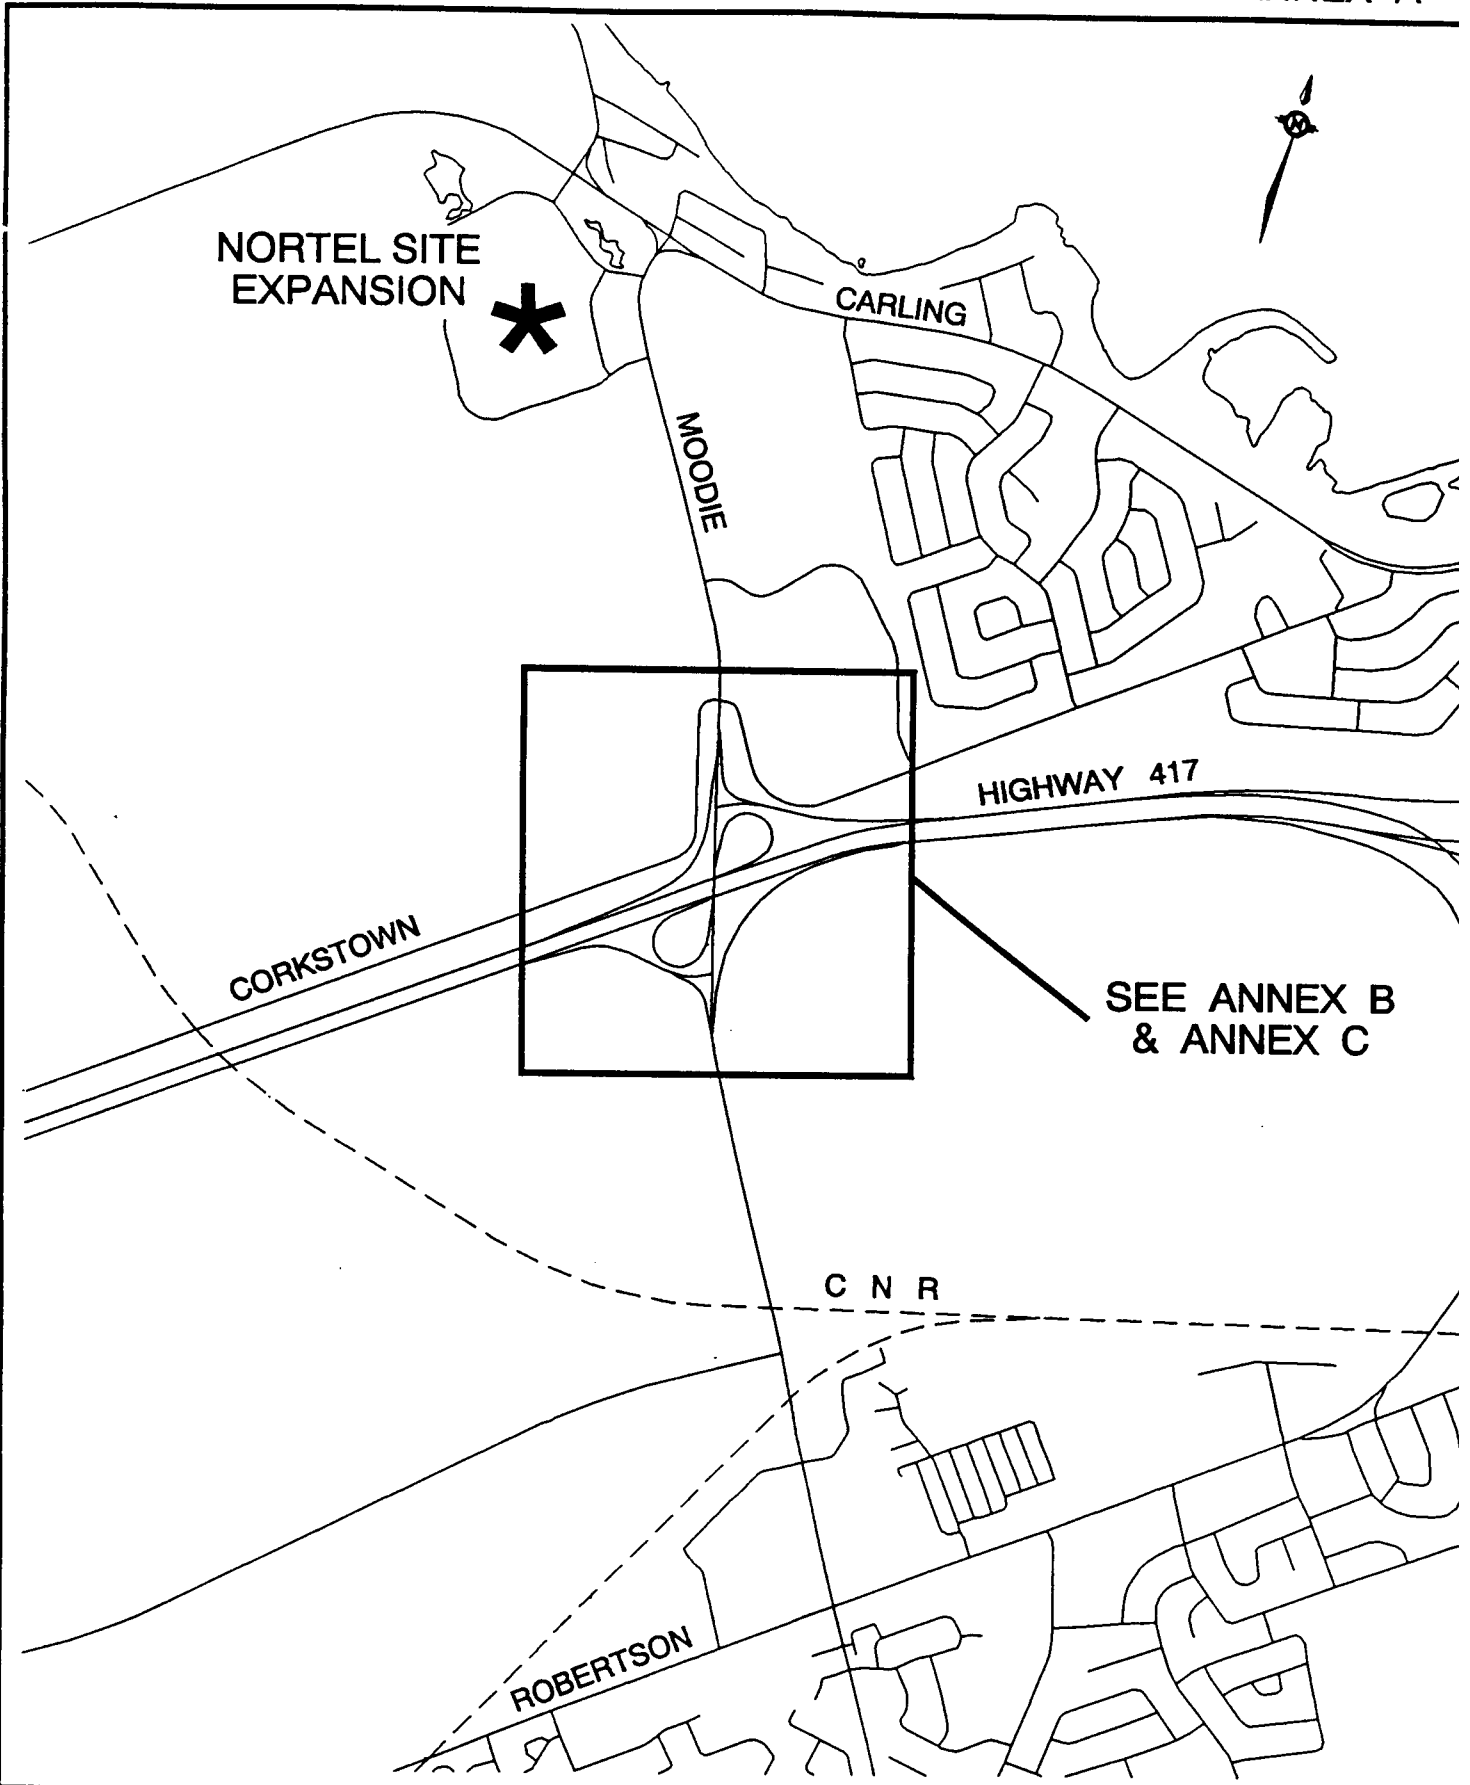 NORTEL SITE
EXPANSION
CARLING
MOODIE
HIGHWAY 417
CORKSTOWN
SEE ANNEX B
& ANNEX C
C N R
ROBERTSON
N